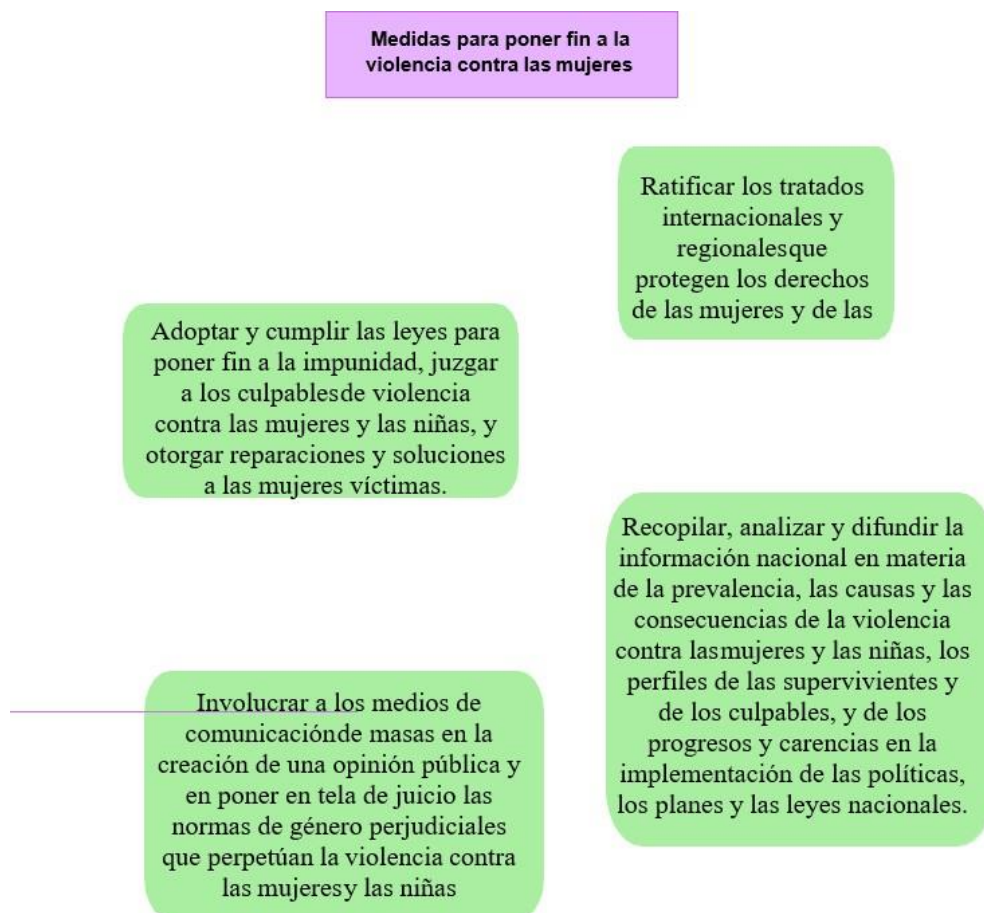 Medidas para poner fin a la
violencia contra las mujeres
Ratificar los tratados
internacionales y
regionalesque
protegen los derechos
de las mujeres y de las
Adoptar y cumplir las leyes para
poner fin a la impunidad, juzgar
a los culpablesde violencia
contra las mujeres y las niñas, y
otorgar reparaciones y soluciones
a las mujeres víctimas.
Recopilar, analizar y difundir la
información nacional en materia
de la prevalencia, las causas y las
consecuencias de la violencia
contra lasmujeres y las niñas, los
perfiles de las supervivientes y
de los culpables, y de los
progresos y carencias en la
implementación de las políticas,
los planes y las leyes nacionales.
Involucrar a los medios de
comunicaciónde masas en la
creación de una opinión pública y
en poner en tela de juicio las
normas de género perjudiciales
que perpetúan la violencia contra
las mujeresy las niñas